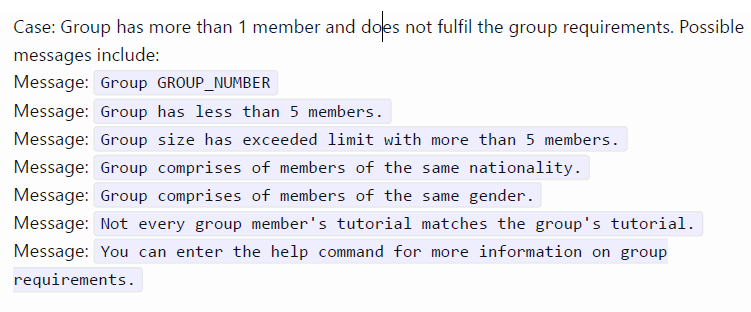 Case: Group has more than 1 member and does not fulfil the group requirements. Possible
messages include:
Message: Group GROUP_NUMBER
Message: Group has less than 5 members.
Message: Group size has exceeded limit with more than 5 members.
Message: Group comprises of members of the same nationality.
Message: Group comprises of members of the same gender.
Message: Not every group member's tutorial matches the group's tutorial.
Message: You can enter the help command for more information on group
requirements.